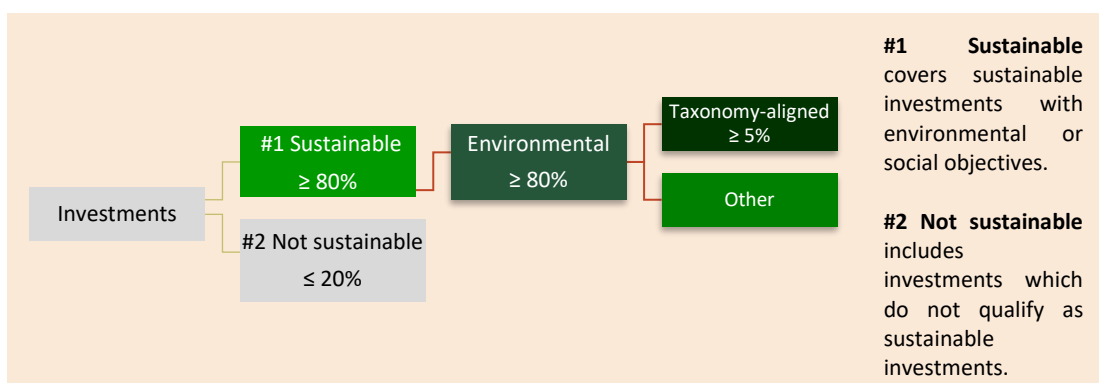 Investments
#1 Sustainable
≥ 80%
#2 Not sustainable
≤ 20%
Environmental
≥ 80%
Taxonomy-aligned
≥ 5%
Other
#1 Sustainable
covers sustainable
investments with
environmental or
social objectives.
#2 Not sustainable
includes
investments which
do not qualify as
sustainable
investments.